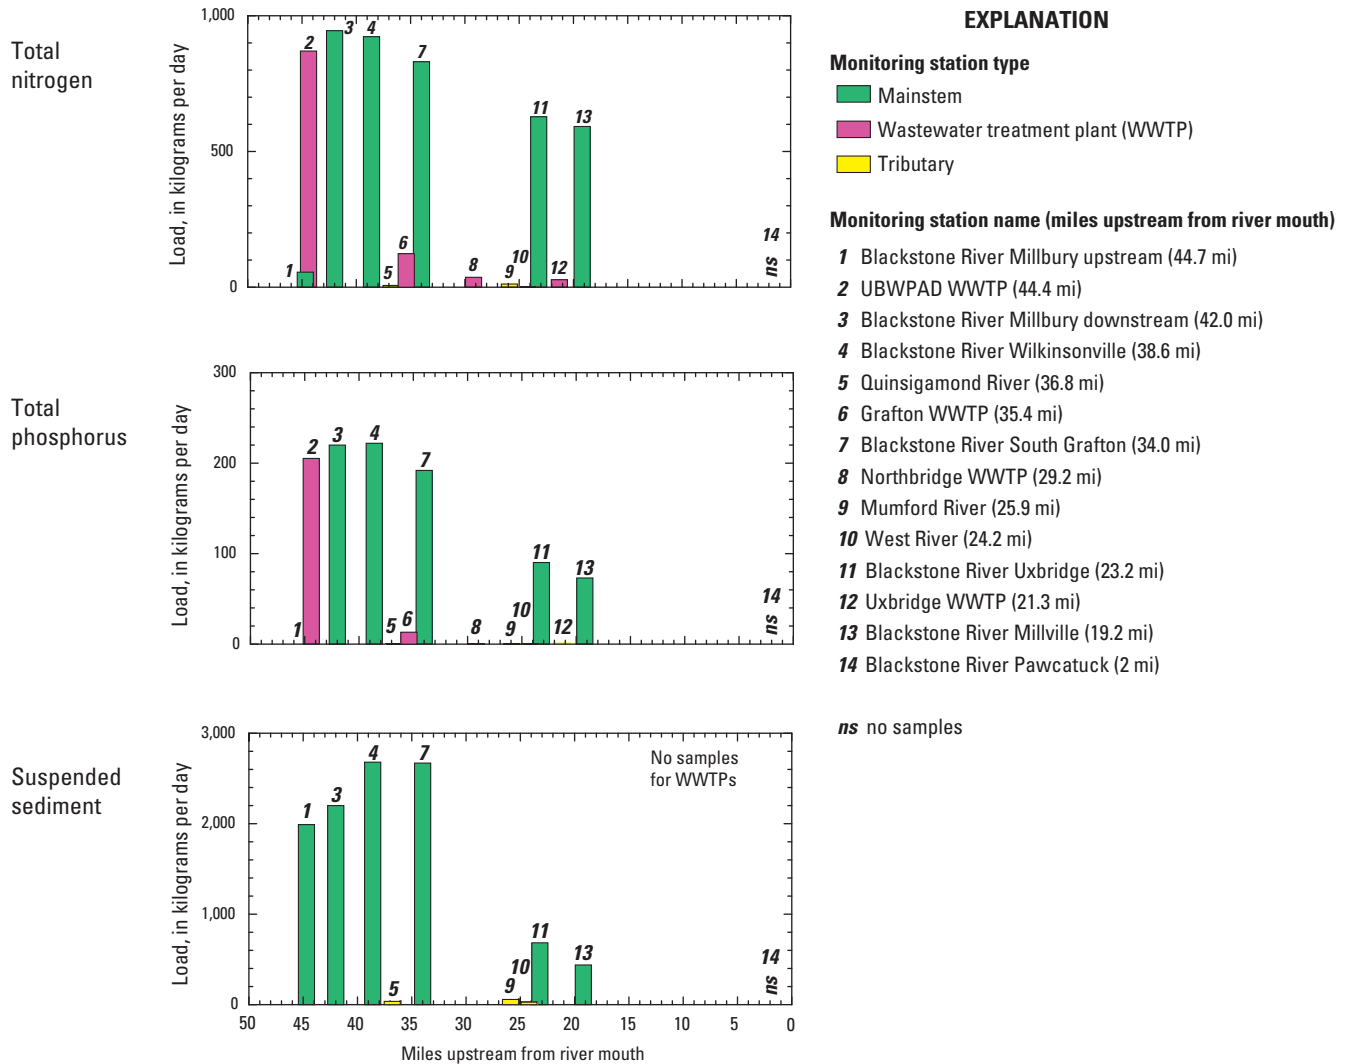 Total
nitrogen
Load, in kilograms per day
1,000
500
0
1
2
3
4
5
6
7
8
9
10
11
12
13
14
ns
Total
phosphorus
Load, in kilograms per day
300
200
100
0
1
2
3
4
5
6
7
8
9
10
11
12
13
14
ns
Suspended
sediment
Load, in kilograms per day
3,000
2,000
1,000
0
1
3
4
5
7
9
10
11
13
14
ns
No samples
for WWTPs
50 45 40 35 30 25 20 15 10 5 0
Miles upstream from river mouth
EXPLANATION
Monitoring station type
Mainstem
Wastewater treatment plant (WWTP)
Tributary
Monitoring station name (miles upstream from river mouth)
1 Blackstone River Millbury upstream (44.7 mi)
2 UBWPAD WWTP (44.4 mi)
3 Blackstone River Millbury downstream (42.0 mi)
4 Blackstone River Wilkinsonville (38.6 mi)
5 Quinsigamond River (36.8 mi)
6 Grafton WWTP (35.4 mi)
7 Blackstone River South Grafton (34.0 mi)
8 Northbridge WWTP (29.2 mi)
9 Mumford River (25.9 mi)
10 West River (24.2 mi)
11 Blackstone River Uxbridge (23.2 mi)
12 Uxbridge WWTP (21.3 mi)
13 Blackstone River Millville (19.2 mi)
14 Blackstone River Pawcatuck (2 mi)
ns no samples